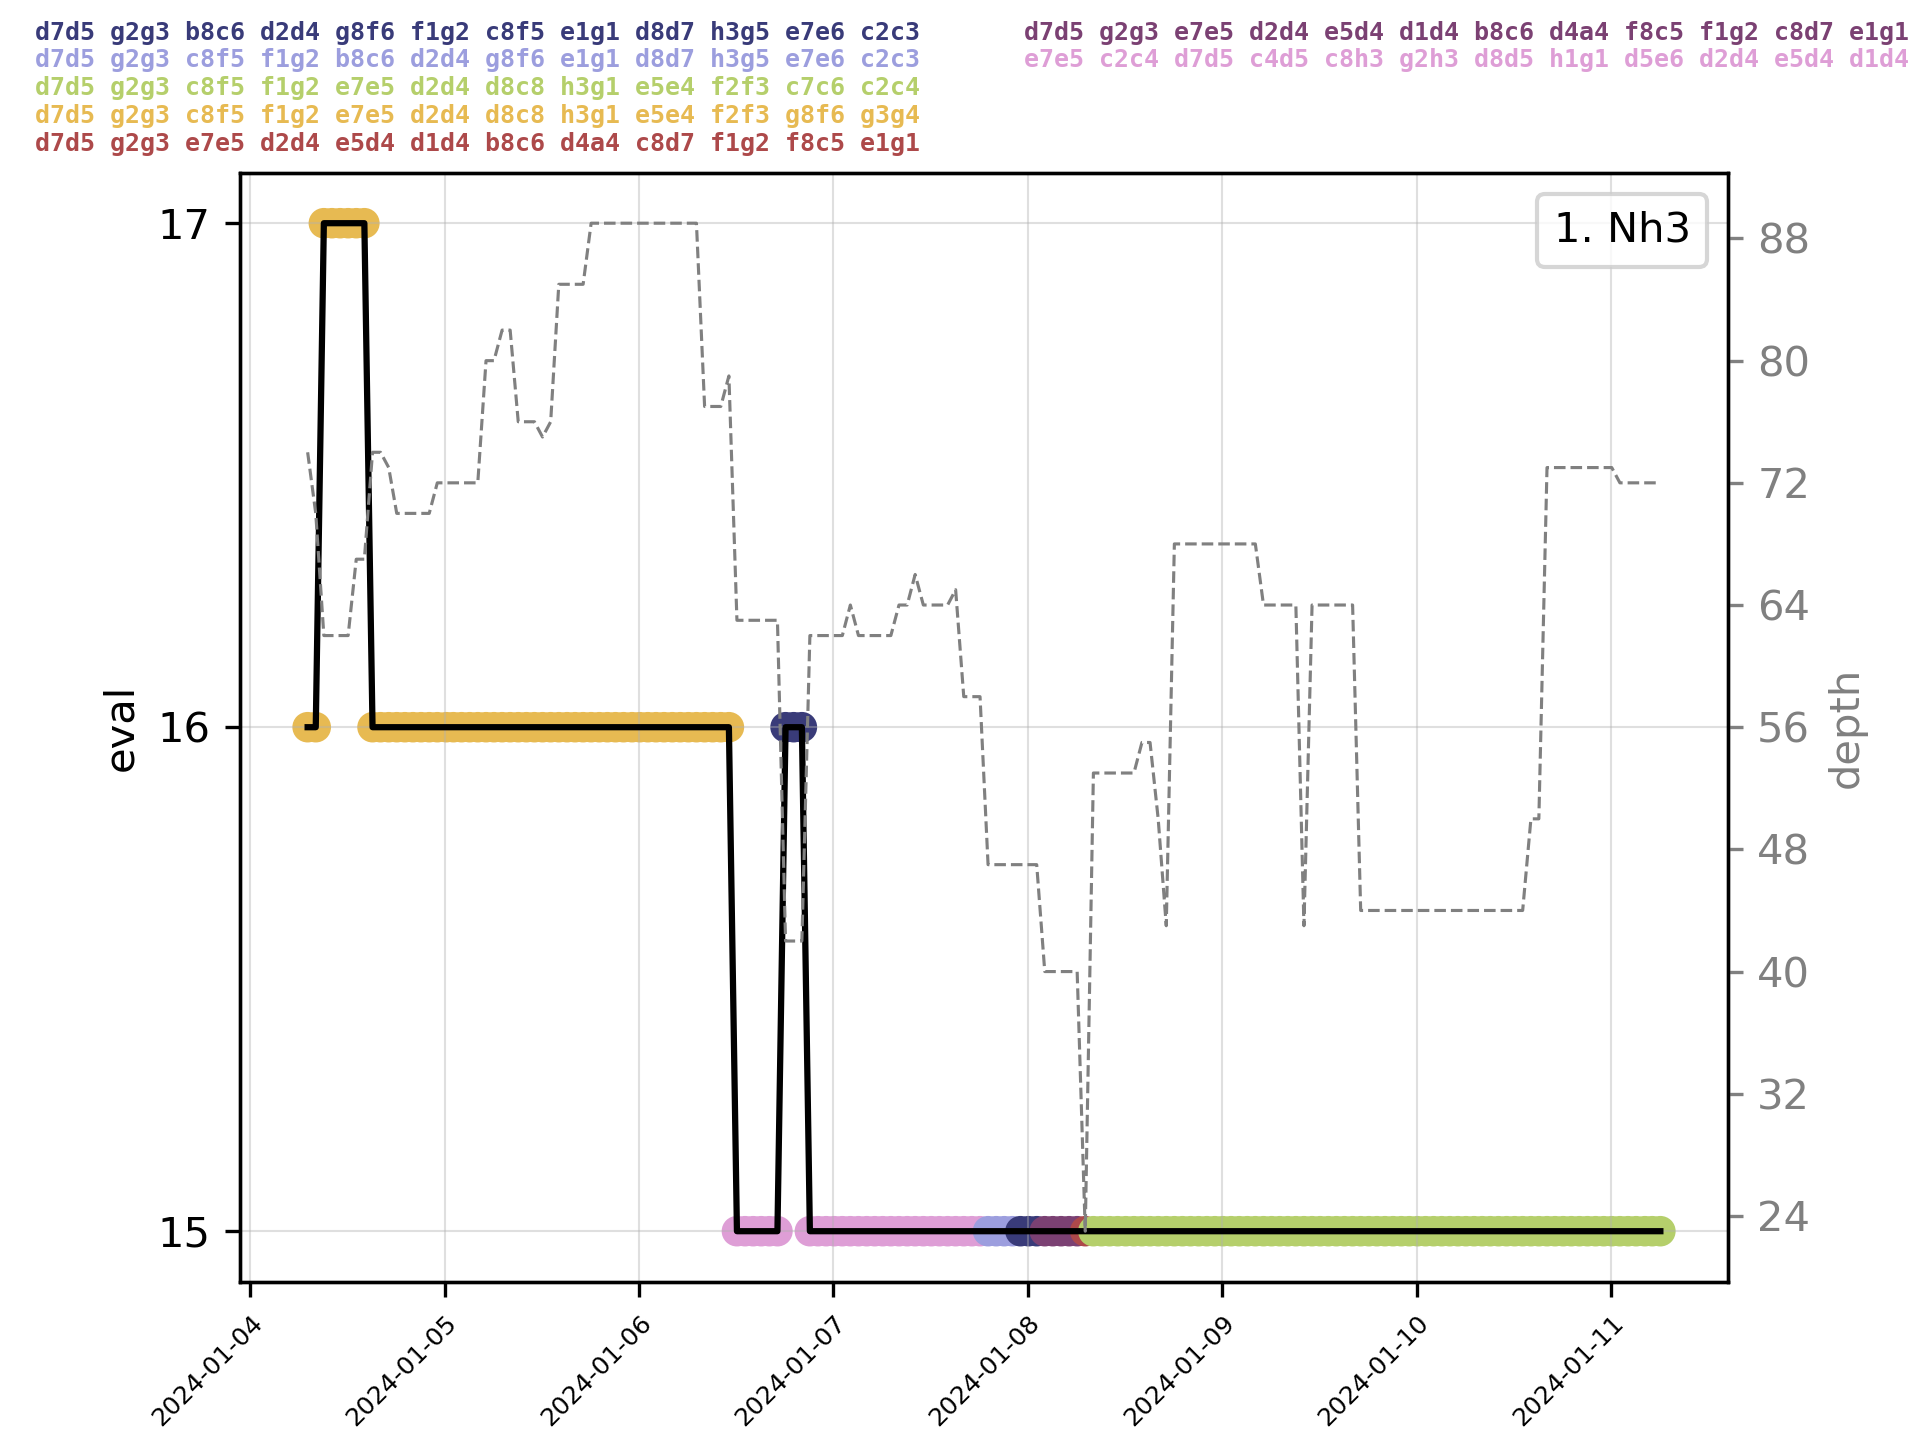 d7d5 g2g3 b8c6 d2d4 g8f6 f1g2 c8f5 e1g1 d8d7 h3g5 e7e6 c2c3
d7d5 g2g3 c8f5 f1g2 b8c6 d2d4 g8f6 e1g1 d8d7 h3g5 e7e6 c2c3
d7d5 g2g3 c8f5 f1g2 e7e5 d2d4 d8c8 h3g1 e5e4 f2f3 c7c6 c2c4
d7d5 g2g3 c8f5 f1g2 e7e5 d2d4 d8c8 h3g1 e5e4 f2f3 g8f6 g3g4
d7d5 g2g3 e7e5 d2d4 e5d4 d1d4 b8c6 d4a4 c8d7 f1g2 f8c5 e1g1
d7d5 g2g3 e7e5 d2d4 e5d4 d1d4 b8c6 d4a4 f8c5 f1g2 c8d7 e1g1
e7e5 c2c4 d7d5 c4d5 c8h3 g2h3 d8d5 h1g1 d5e6 d2d4 e5d4 d1d4
1. Nh3
eval
17
16
15
depth
88
80
72
64
56
48
40
32
24
2024-01-04
2024-01-05
2024-01-06
2024-01-07
2024-01-08
2024-01-09
2024-01-10
2024-01-11